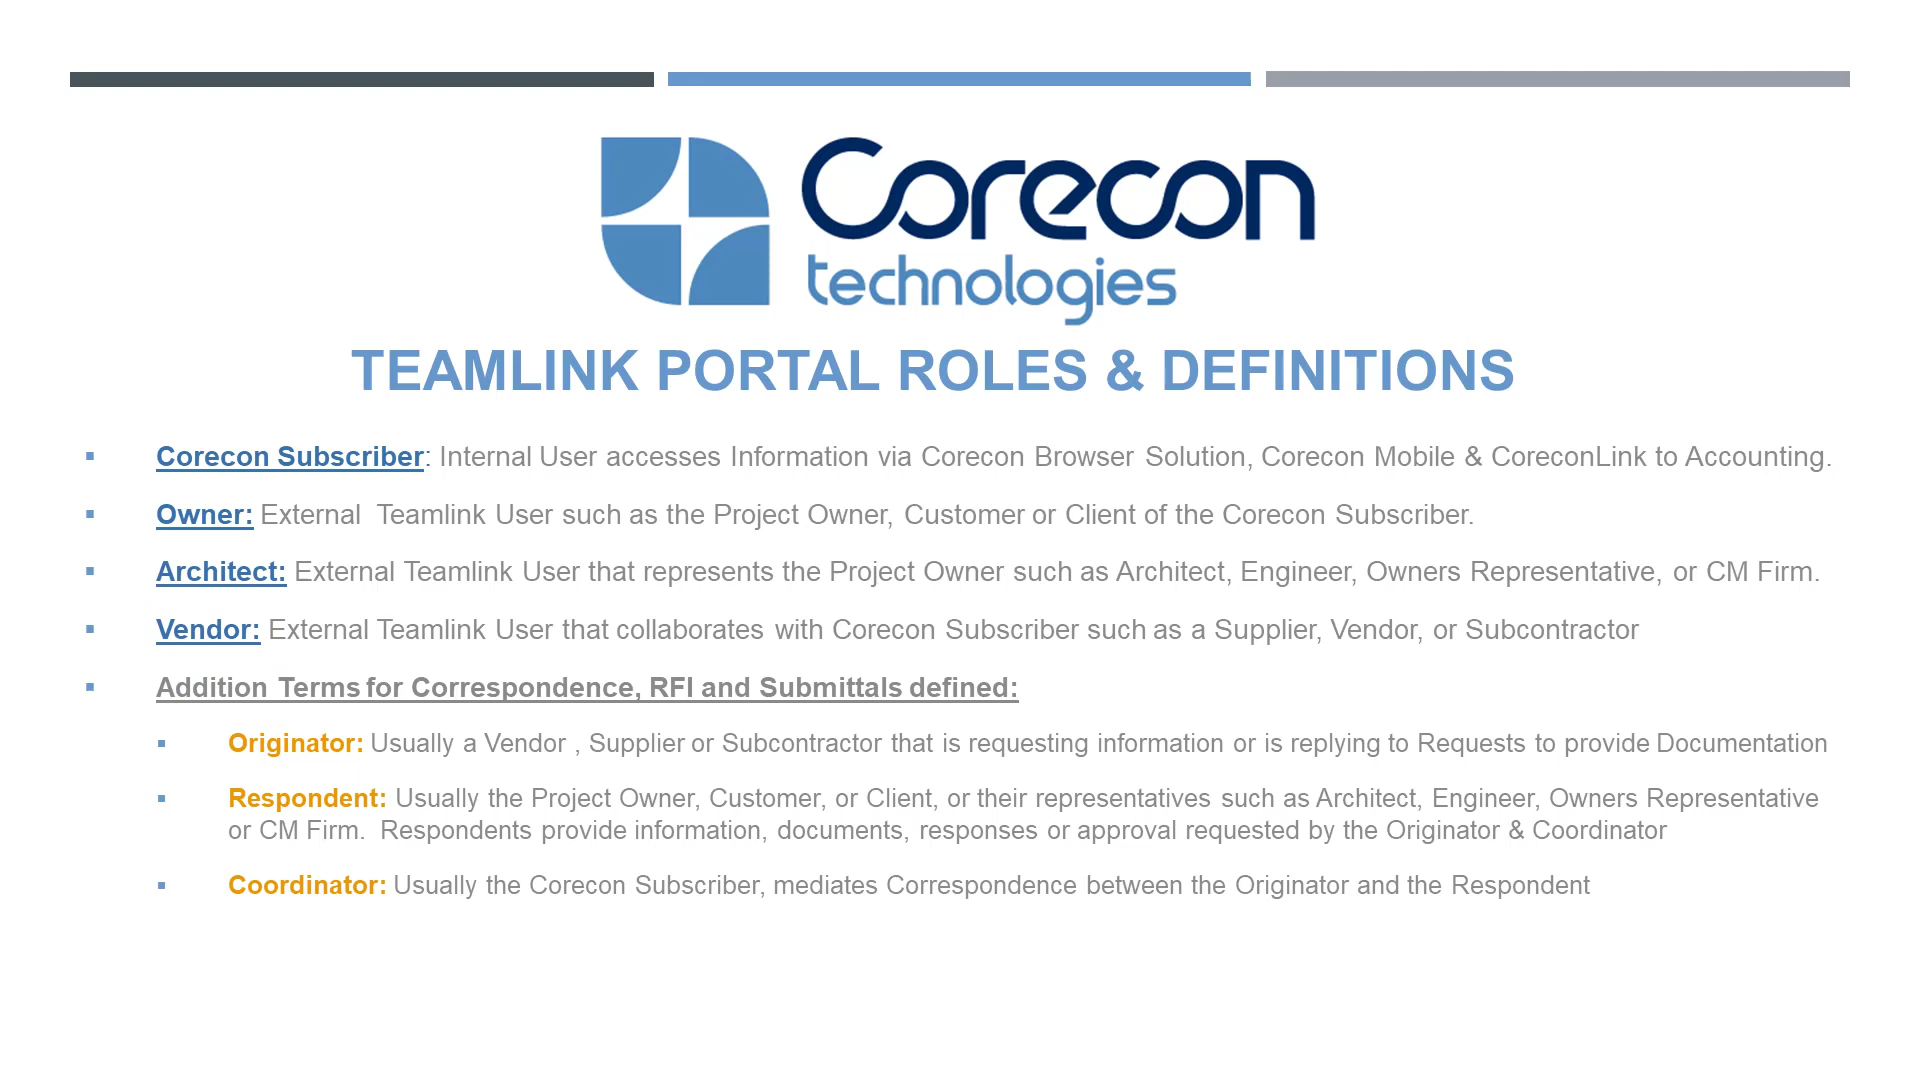 Corecon
technologies
TEAMLINK PORTAL ROLES & DEFINITIONS
Corecon Subscriber: Internal User accesses Information via Corecon Browser Solution, Corecon Mobile & CoreconLink to Accounting.
Owner: External Teamlink User such as the Project Owner, Customer or Client of the Corecon Subscriber.
Architect: External Teamlink User that represents the Project Owner such as Architect, Engineer, Owners Representative, or CM Firm.
Vendor: External Teamlink User that collaborates with Corecon Subscriber such as a Supplier, Vendor, or Subcontractor
Addition Terms for Correspondence, RFI and Submittals defined:
Originator: Usually a Vendor , Supplier or Subcontractor that is requesting information or is replying to Requests to provide Documentation
Respondent: Usually the Project Owner, Customer, or Client, or their representatives such as Architect, Engineer, Owners Representative
or CM Firm. Respondents provide information, documents, responses or approval requested by the Originator & Coordinator
Coordinator: Usually the Corecon Subscriber, mediates Correspondence between the Originator and the Respondent